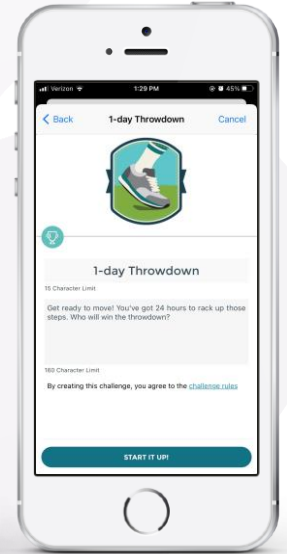 Verizon 1:29 PM 45%
Back 1-day Throwdown Cancel
1-day Throwdown
15 Character Limit
Get ready to move! You've got 24 hours to rack up those
steps. Who will win the throwdown?
160 Character Limit
By creating this challenge, you agree to the challenge rules
START IT UP!